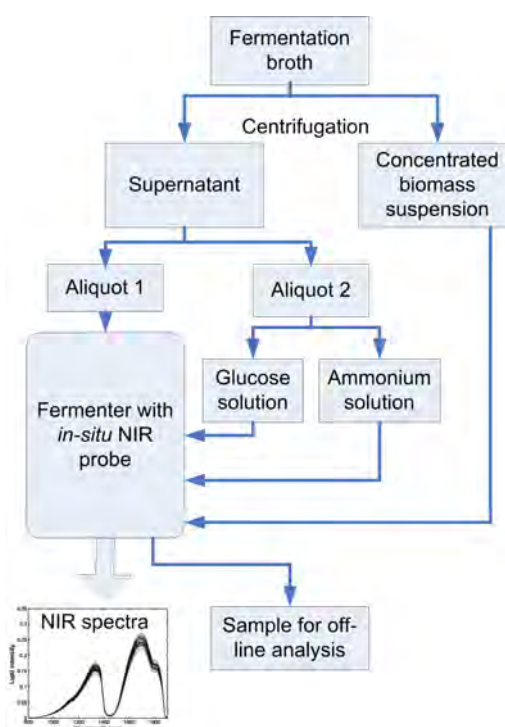 Fermentation
broth
Centrifugation
Supernatant
Concentrated
biomass
suspension
Aliquot 1
Aliquot 2
Glucose
solution
Ammonium
solution
Fermenter with
in-situ NIR
probe
NIR spectra
Sample for off-
line analysis